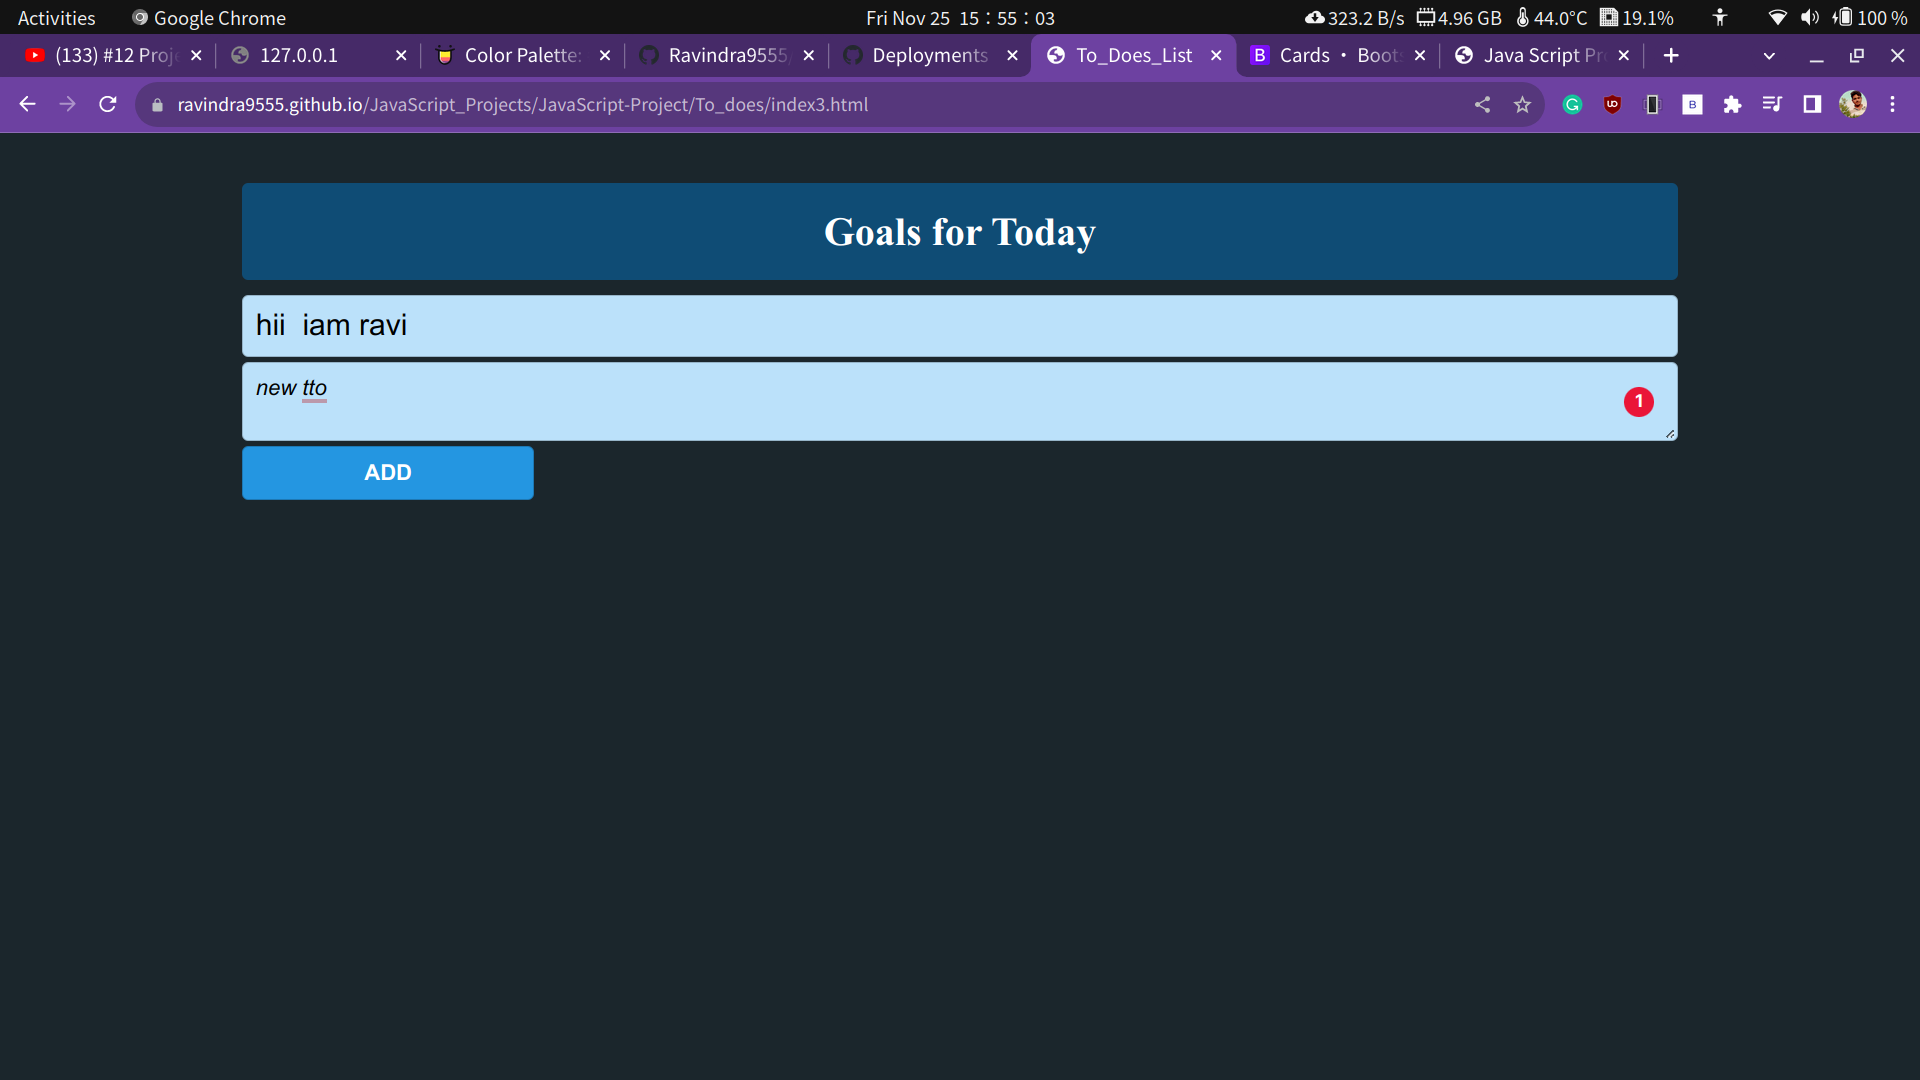 Activities Google Chrome Fri Nov 25 15 : 55 : 03 323.2 B/s 4.96 GB 44.0°C 19.1% 100 %
(133) #12 Proje 127.0.0.1 Color Palette: Ravindra9555/ Deployments To_Does_List B Cards • Boots Java Script Pr
ravindra9555.github.io/JavaScript_Projects/JavaScript-Project/To_does/index3.html
Goals for Today
hii  iam ravi
new tto
1
ADD